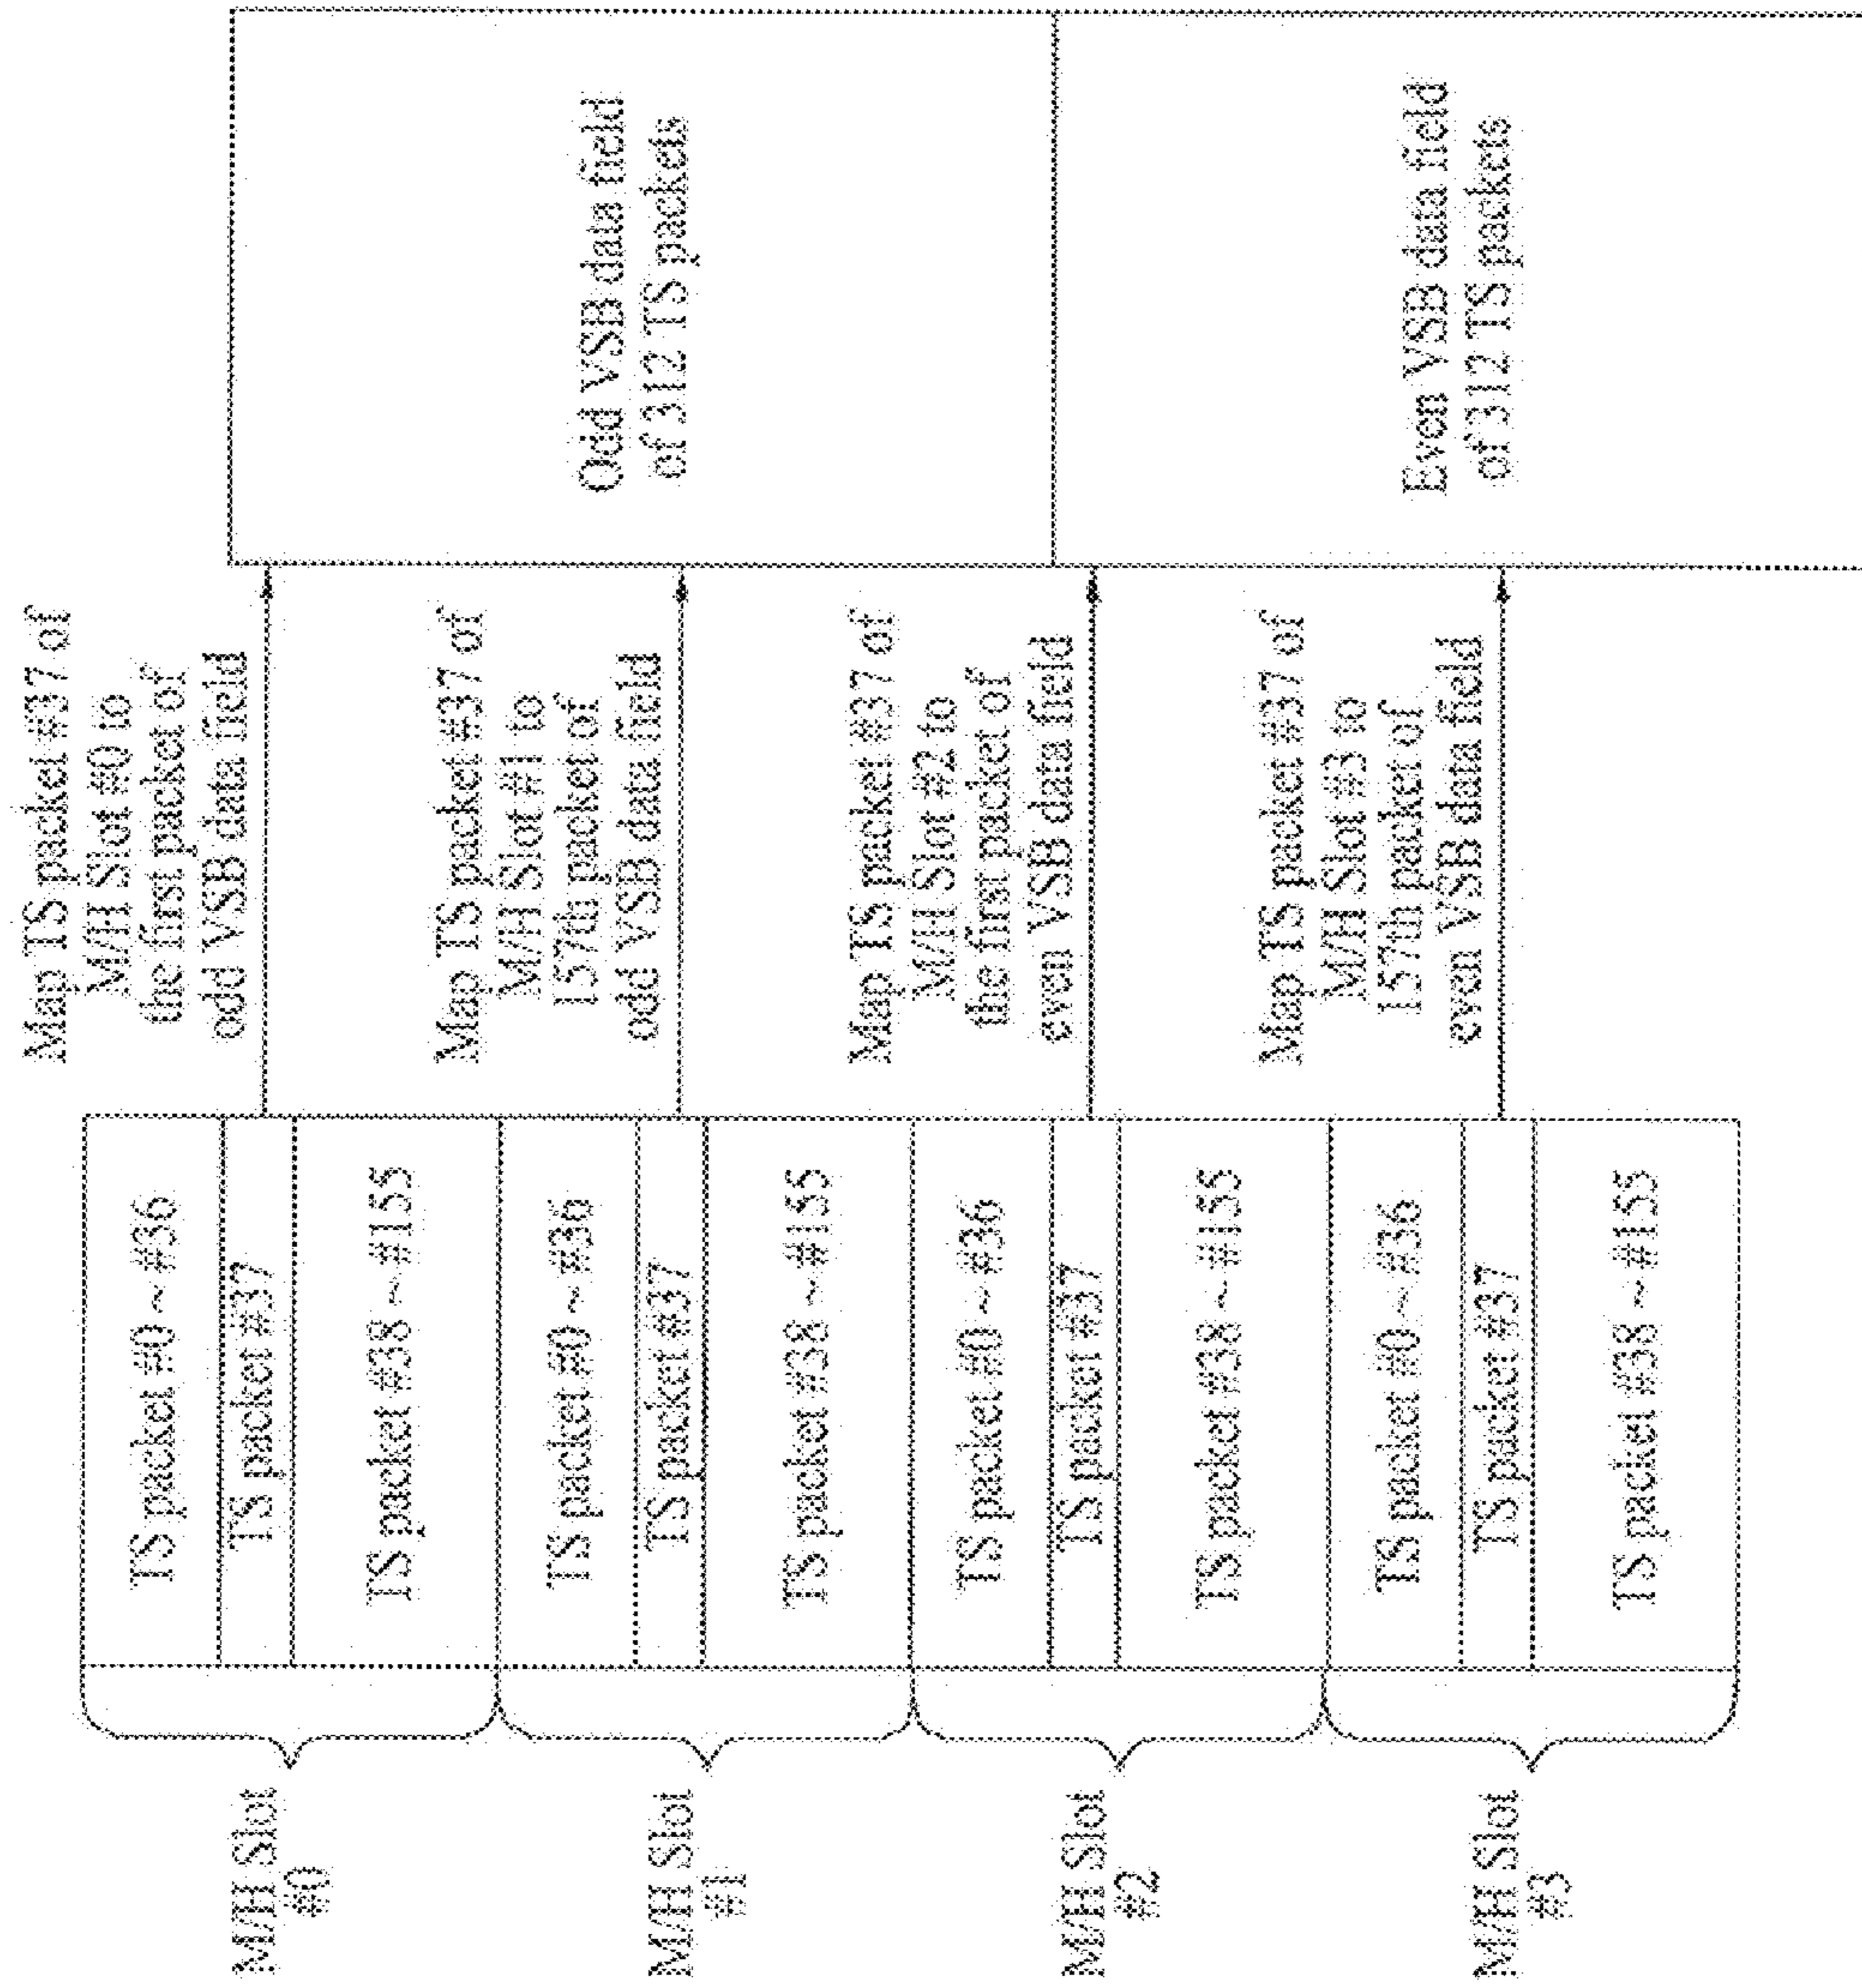 M/H Slot
#0
TS packet #0 ~ #36
TS packet #37
TS packet #38 ~ #155
Map TS packet #37 of
M/H Slot #0 to
the first packet of
odd VSB data field
M/H Slot
#1
TS packet #0 ~ #36
TS packet #37
TS packet #38 ~ #155
Map TS packet #37 of
M/H Slot #1 to
157th packet of
odd VSB data field
Odd VSB data field
of 312 TS packets
M/H Slot
#2
TS packet #0 ~ #36
TS packet #37
TS packet #38 ~ #155
Map TS packet #37 of
M/H Slot #2 to
the first packet of
even VSB data field
M/H Slot
#3
TS packet #0 ~ #36
TS packet #37
TS packet #38 ~ #155
Map TS packet #37 of
M/H Slot #3 to
157th packet of
even VSB data field
Even VSB data field
of 312 TS packets